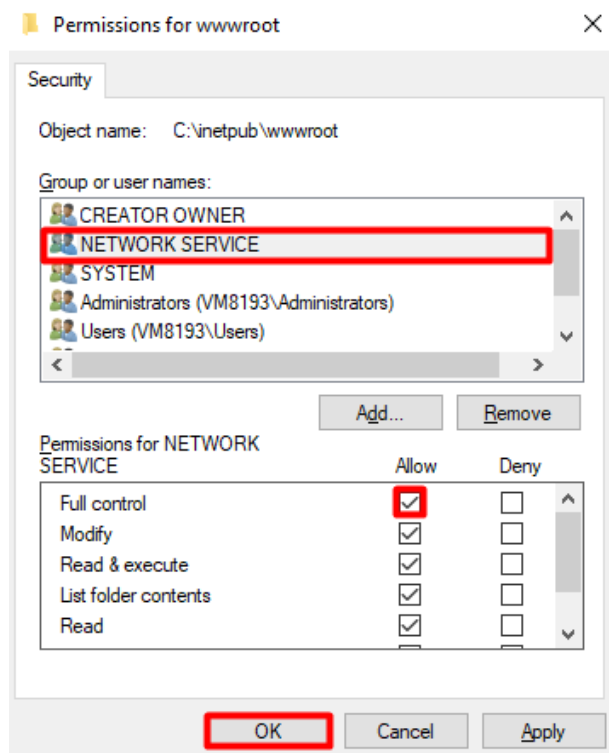 Permissions for wwwroot
Security
Object name: C:\inetpub\wwwroot
Group or user names:
CREATOR OWNER
NETWORK SERVICE
SYSTEM
Administrators (VM8193\Administrators)
Users (VM8193\Users)
Add... Remove
Permissions for NETWORK
SERVICE Allow Deny
Full control
Modify
Read & execute
List folder contents
Read
OK Cancel Apply